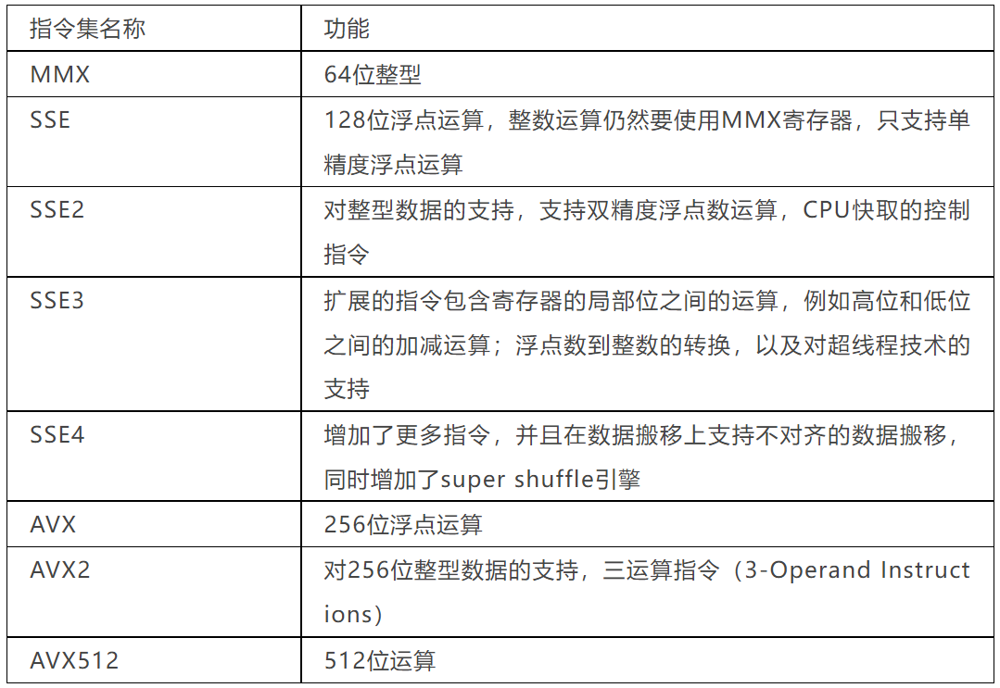 指令集名称
功能
MMX
64位整型
SSE
128位浮点运算，整数运算仍然要使用MMX寄存器，只支持单
精度浮点运算
SSE2
对整型数据的支持，支持双精度浮点数运算，CPU快取的控制
指令
SSE3
扩展的指令包含寄存器的局部位之间的运算，例如高位和低位
之间的加减运算；浮点数到整数的转换，以及对超线程技术的
支持
SSE4
增加了更多指令，并且在数据搬移上支持不对齐的数据搬移，
同时增加了super shuffle引擎
AVX
256位浮点运算
AVX2
对256位整型数据的支持，三运算指令（3-Operand Instruct
ions）
AVX512
512位运算